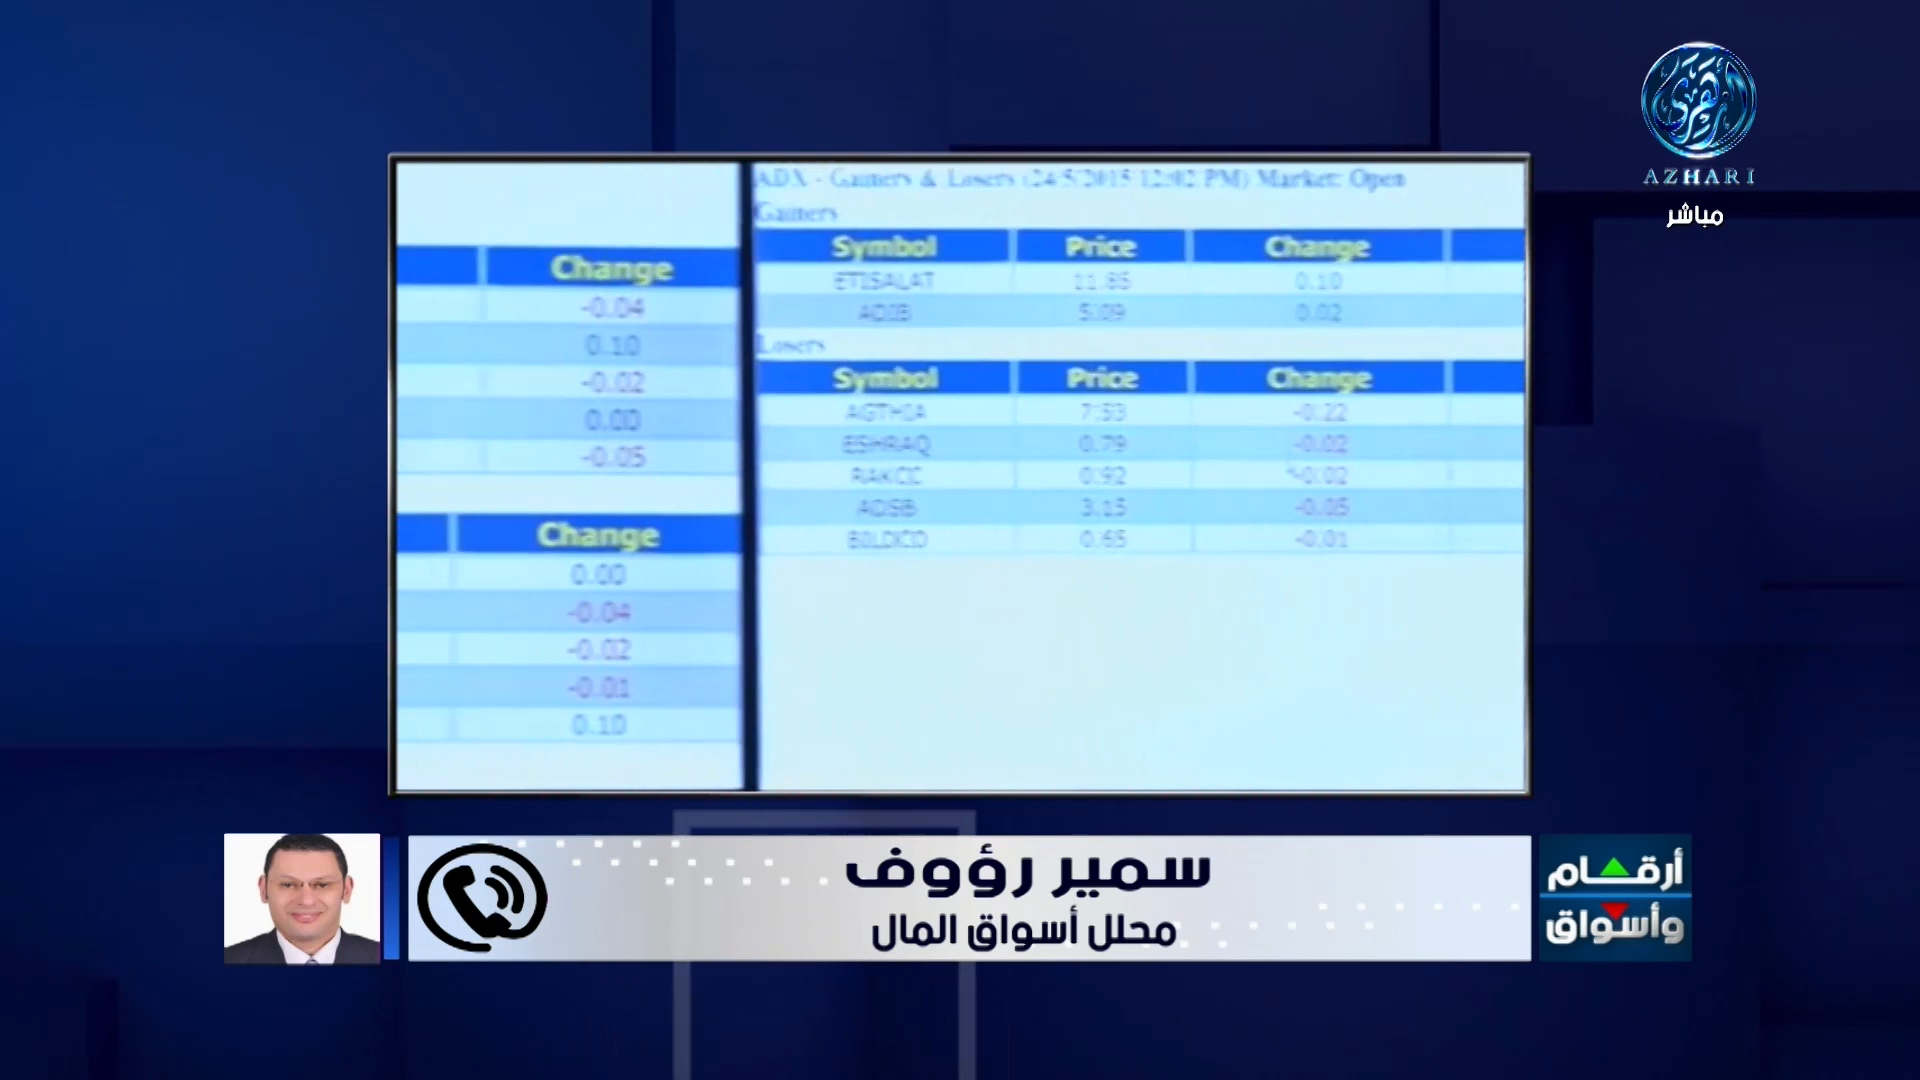 AZHARI
مباشر
ADX - Gainers & Losers (24/5/2015 12:02 PM) Market: Open
Gainers
Symbol Price Change
ETISALAT 11.85 0.10
ADIB 5.09 0.02
Losers
Symbol Price Change
AGTHIA 7.53 -0.22
ESHRAQ 0.79 -0.02
RAKCC 0.92 -0.02
ADSB 3.15 -0.05
BILDCO 0.65 -0.01
Change
-0.04
0.10
-0.02
0.00
-0.05
Change
0.00
-0.04
-0.02
-0.01
0.10
سمير رؤوف
محلل أسواق المال
أرقام
وأسواق